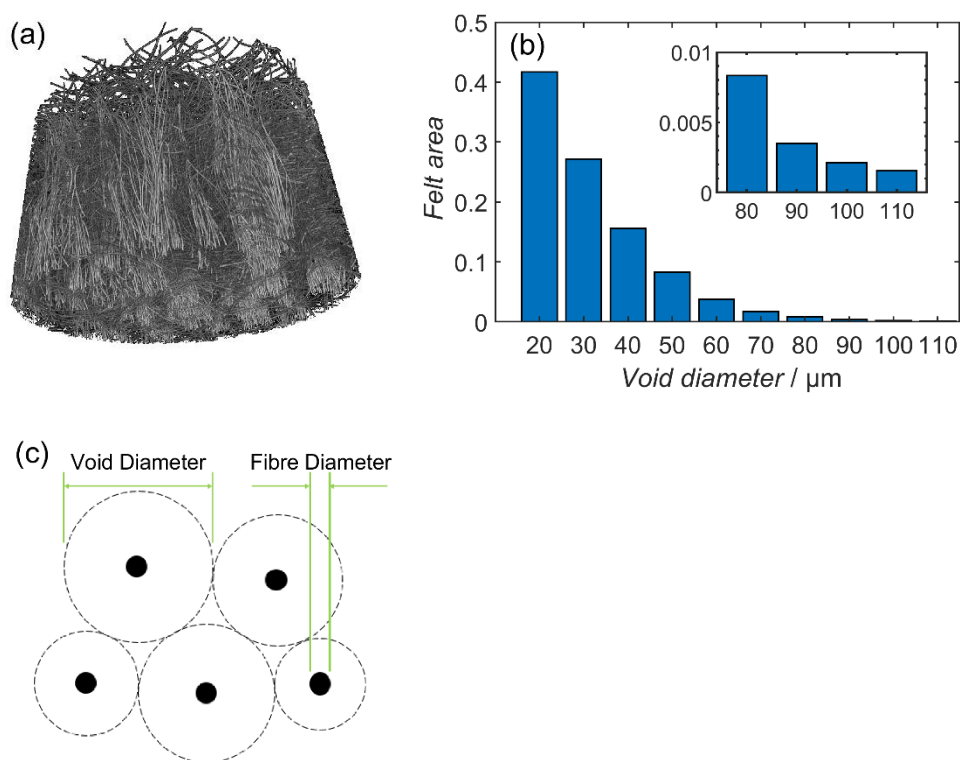 (a)
(b)
0.5
0.4
0.3
0.2
0.1
0
Felt area
0.01
0.005
0
80 90 100 110
20 30 40 50 60 70 80 90 100 110
Void diameter / µm
(c)
Void Diameter
Fibre Diameter